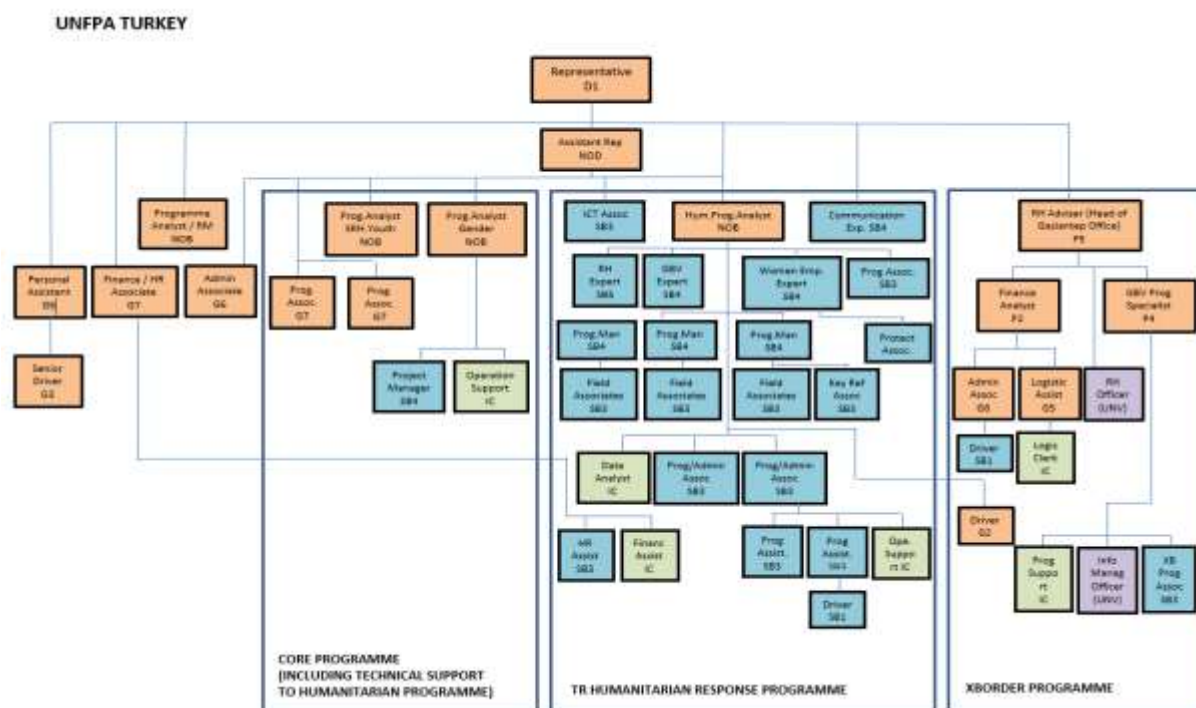 UNFPA TURKEY
Representative
D1
Assistant Rep
NOD
Programme
Analyst / RM
NOB
Personal
Assistant
G6
Finance / HR
Associate
G7
Admin
Associate
G6
Senior
Driver
G3
Prog.Analyst
SRH.Youth
NOB
Prog.Analyst
Gender
NOB
Prog.
Assoc.
G7
Prog
Assoc.
G7
Project
Manager
SB4
Operation
Support
IC
CORE PROGRAMME
(INCLUDING TECHNICAL SUPPORT
TO HUMANITARIAN PROGRAMME)
ICT Assoc
SB3
Hum.Prog.Analyst
NOB
Communication
Exp. SB4
RH
Expert
SB5
GBV
Expert
SB4
Women Emp.
Expert
SB4
Prog Assoc.
SB3
Prog.Man
SB4
Prog.Man
SB4
Prog.Man
SB4
Protect
Assoc.
Field
Associates
SB3
Field
Associates
SB3
Field
Associates
SB3
Key Ref
Assoc
SB3
Data
Analyst
IC
Prog/Admin
Assoc
SB3
Prog/Admin
Assoc
SB3
HR
Assist
SB3
Financ
Assist
IC
Prog
Assist.
SB3
Prog
Assist.
Ope.
Suppo
rt IC
Driver
SB1
TR HUMANITARIAN RESPONSE PROGRAMME
RH Adviser (Head of
Gaziantep Office)
P5
Finance
Analyst
P2
GBV Prog
Specialist
P4
Admin
Assoc
G6
Logistic
Assist
G5
RH
Officer
(UNV)
Driver
SB1
Logis
Clerk
IC
Driver
G2
Prog
Suppo
rt
IC
Info
Manag
Officer
(UNV)
XB
Prog
Assoc
SB3
XBORDER PROGRAMME